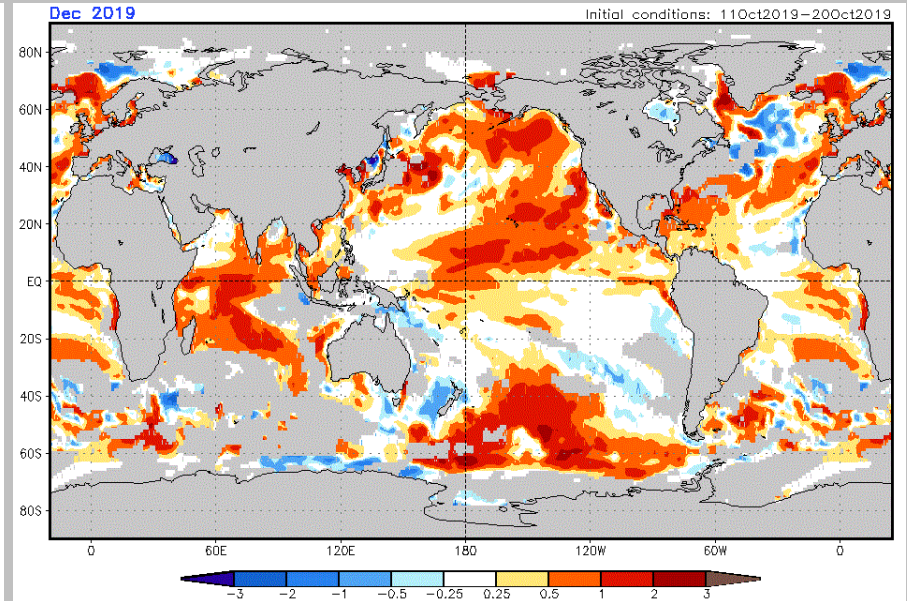 Dec 2019
Initial conditions: 11Oct2019-20Oct2019
80N
60N
40N
20N
EQ
20S
40S
60S
80S
0 60E 120E 180 120W 60W 0
-3 -2 -1 -0.5 -0.25 0.25 0.5 1 2 3